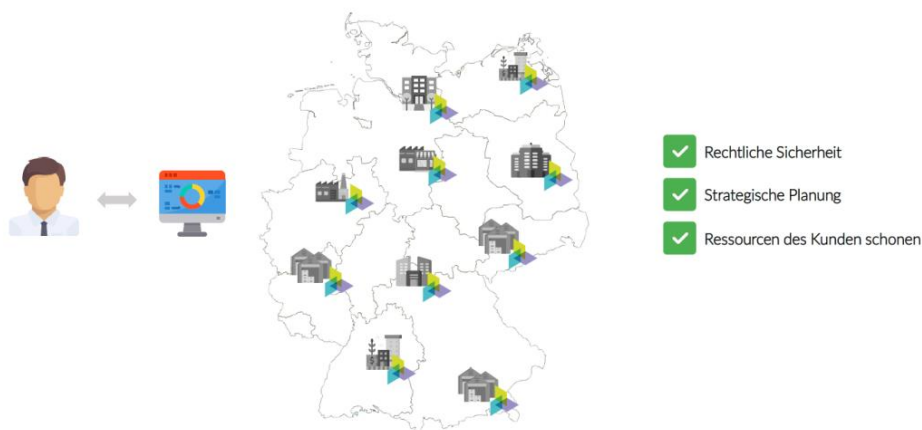 Rechtliche Sicherheit
Strategische Planung
Ressourcen des Kunden schonen